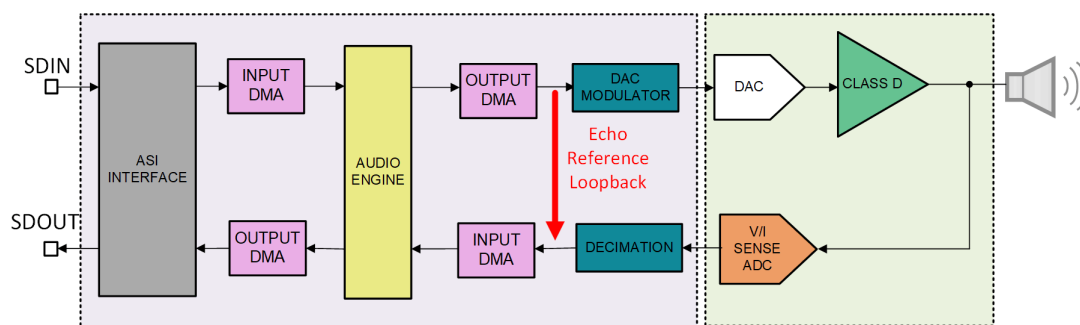 SDIN
ASI
INTERFACE
INPUT
DMA
AUDIO
ENGINE
OUTPUT
DMA
DAC
MODULATOR
DAC
CLASS D
Echo
Reference
Loopback
SDOUT
OUTPUT
DMA
INPUT
DMA
DECIMATION
V/I
SENSE
ADC